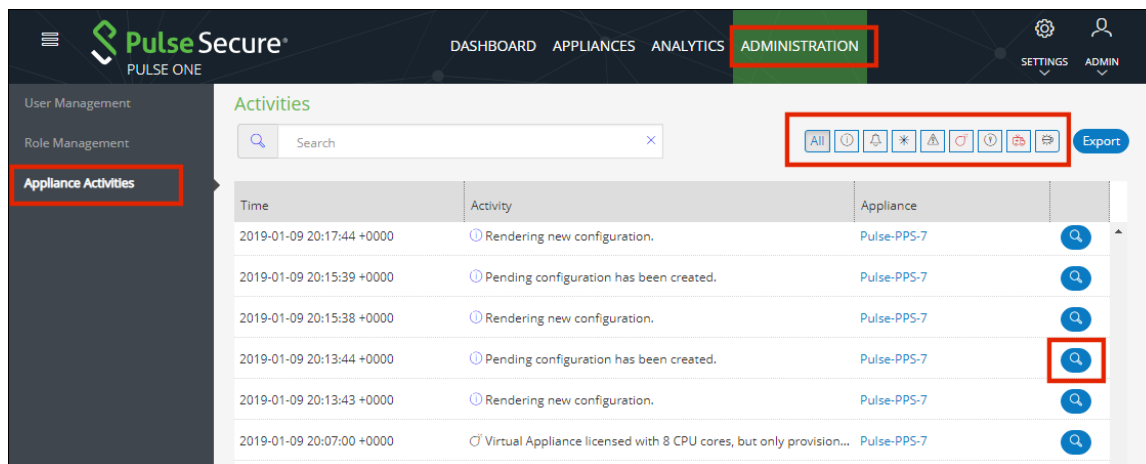 Pulse Secure®
PULSE ONE
DASHBOARD APPLIANCES ANALYTICS ADMINISTRATION
SETTINGS ADMIN
User Management
Role Management
Appliance Activities
Activities
Search
All
Export
Time Activity Appliance
2019-01-09 20:17:44 +0000 Rendering new configuration. Pulse-PPS-7
2019-01-09 20:15:39 +0000 Pending configuration has been created. Pulse-PPS-7
2019-01-09 20:15:38 +0000 Rendering new configuration. Pulse-PPS-7
2019-01-09 20:13:44 +0000 Pending configuration has been created. Pulse-PPS-7
2019-01-09 20:13:43 +0000 Rendering new configuration. Pulse-PPS-7
2019-01-09 20:07:00 +0000 Virtual Appliance licensed with 8 CPU cores, but only provision... Pulse-PPS-7